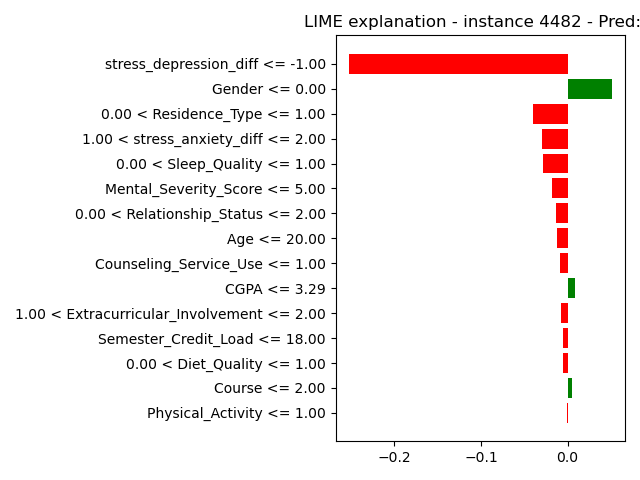 LIME explanation - instance 4482 - Pred:
stress_depression_diff <= -1.00
Gender <= 0.00
0.00 < Residence_Type <= 1.00
1.00 < stress_anxiety_diff <= 2.00
0.00 < Sleep_Quality <= 1.00
Mental_Severity_Score <= 5.00
0.00 < Relationship_Status <= 2.00
Age <= 20.00
Counseling_Service_Use <= 1.00
CGPA <= 3.29
1.00 < Extracurricular_Involvement <= 2.00
Semester_Credit_Load <= 18.00
0.00 < Diet_Quality <= 1.00
Course <= 2.00
Physical_Activity <= 1.00
−0.2 −0.1 0.0